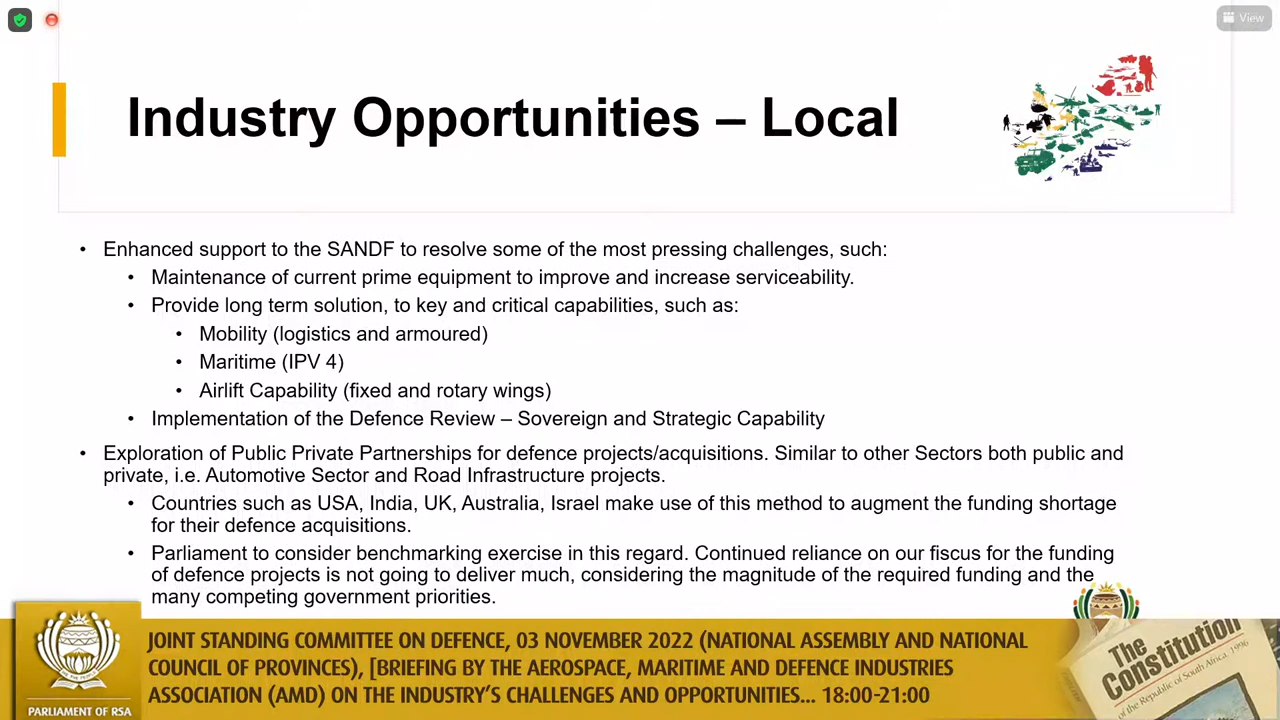 View
Industry Opportunities – Local
• Enhanced support to the SANDF to resolve some of the most pressing challenges, such:
• Maintenance of current prime equipment to improve and increase serviceability.
• Provide long term solution, to key and critical capabilities, such as:
• Mobility (logistics and armoured)
• Maritime (IPV 4)
• Airlift Capability (fixed and rotary wings)
• Implementation of the Defence Review – Sovereign and Strategic Capability
• Exploration of Public Private Partnerships for defence projects/acquisitions. Similar to other Sectors both public and
private, i.e. Automotive Sector and Road Infrastructure projects.
• Countries such as USA, India, UK, Australia, Israel make use of this method to augment the funding shortage
for their defence acquisitions.
• Parliament to consider benchmarking exercise in this regard. Continued reliance on our fiscus for the funding
of defence projects is not going to deliver much, considering the magnitude of the required funding and the
many competing government priorities.
JOINT STANDING COMMITTEE ON DEFENCE, 03 NOVEMBER 2022 (NATIONAL ASSEMBLY AND NATIONAL
COUNCIL OF PROVINCES), [BRIEFING BY THE AEROSPACE, MARITIME AND DEFENCE INDUSTRIES
ASSOCIATION (AMD) ON THE INDUSTRY'S CHALLENGES AND OPPORTUNITIES... 18:00-21:00
PARLIAMENT OF RSA
The
Constitution
of the Republic of South Africa, 1996